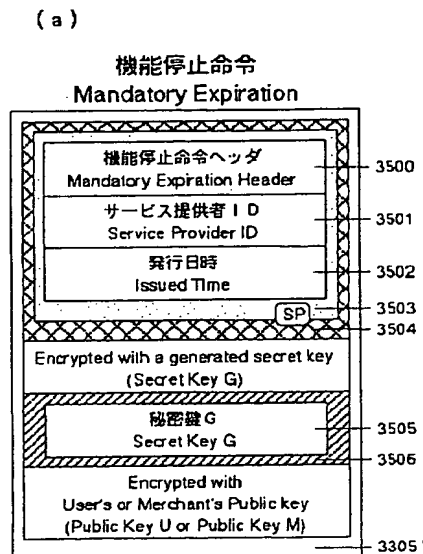 (a)
機能停止命令
Mandatory Expiration
機能停止命令ヘッダ
Mandatory Expiration Header
3500
サービス提供者ID
Service Provider ID
3501
発行日時
Issued Time
3502
3503
SP
3504
Encrypted with a generated secret key
(Secret Key G)
秘密鍵G
Secret Key G
3505
3506
Encrypted with
User's or Merchant's Public key
(Public Key U or Public Key M)
3305